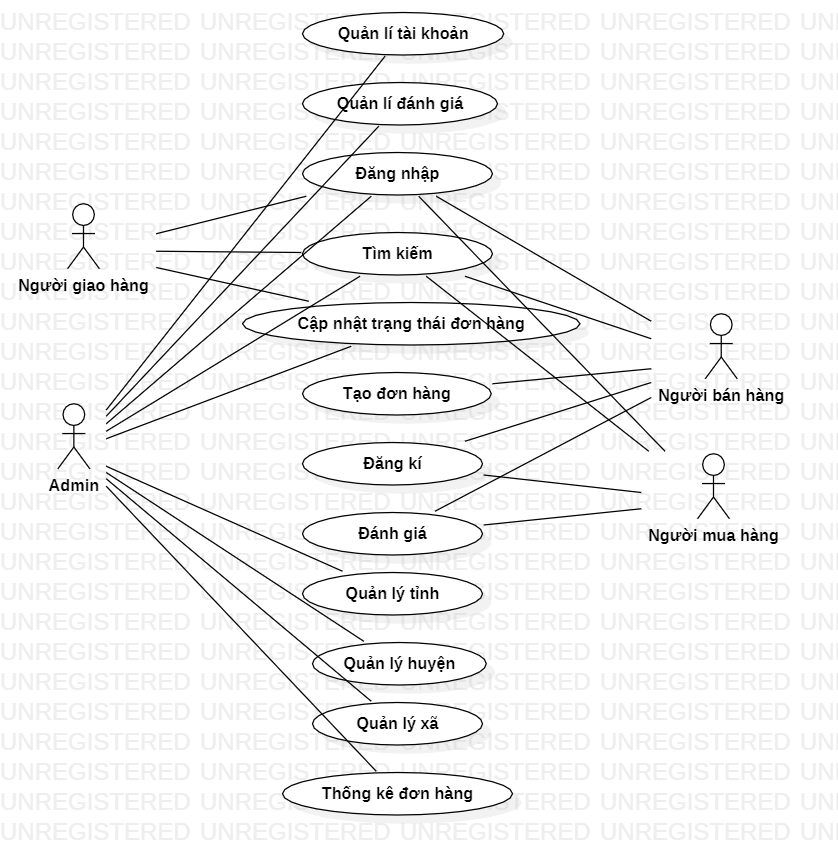 Quản lí tài khoản
Quản lí đánh giá
Đăng nhập
Tìm kiếm
Người giao hàng
Cập nhật trạng thái đơn hàng
Tạo đơn hàng
Người bán hàng
Đăng kí
Admin
Đánh giá
Người mua hàng
Quản lý tỉnh
Quản lý huyện
Quản lý xã
Thống kê đơn hàng
UNREGISTERED